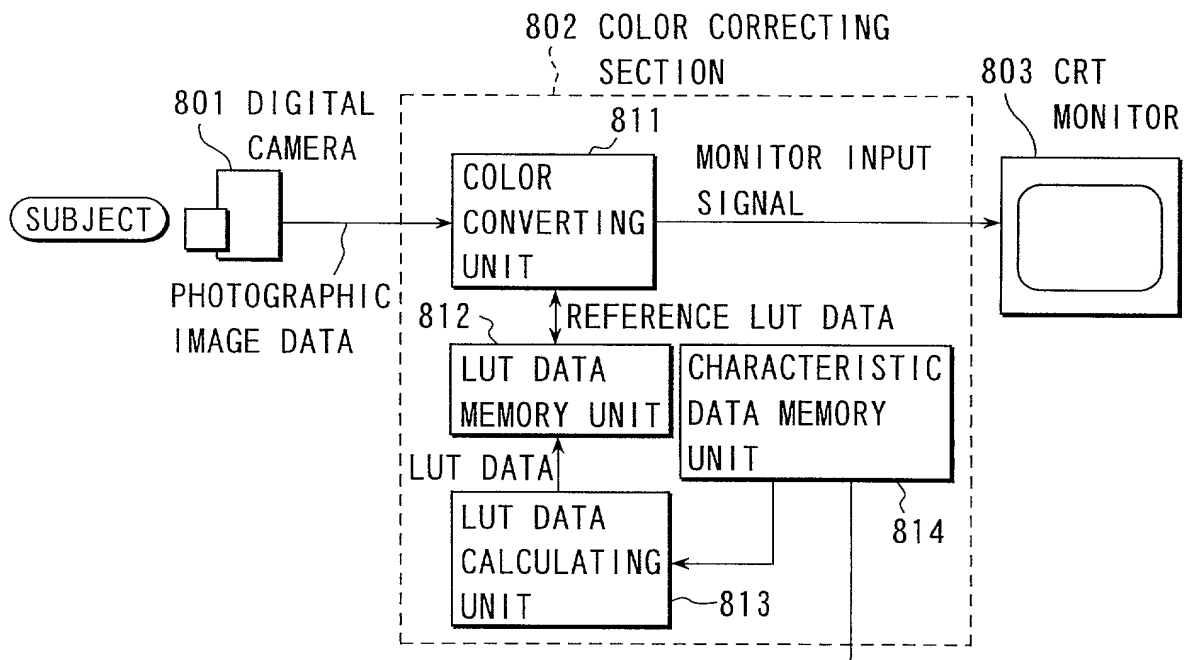 802 COLOR CORRECTING
SECTION
803 CRT
MONITOR
801 DIGITAL
CAMERA
811
COLOR
CONVERTING
UNIT
MONITOR INPUT
SIGNAL
SUBJECT
PHOTOGRAPHIC
IMAGE DATA
812
REFERENCE LUT DATA
LUT DATA
MEMORY UNIT
CHARACTERISTIC
DATA MEMORY
UNIT
LUT DATA
814
LUT DATA
CALCULATING
UNIT
813